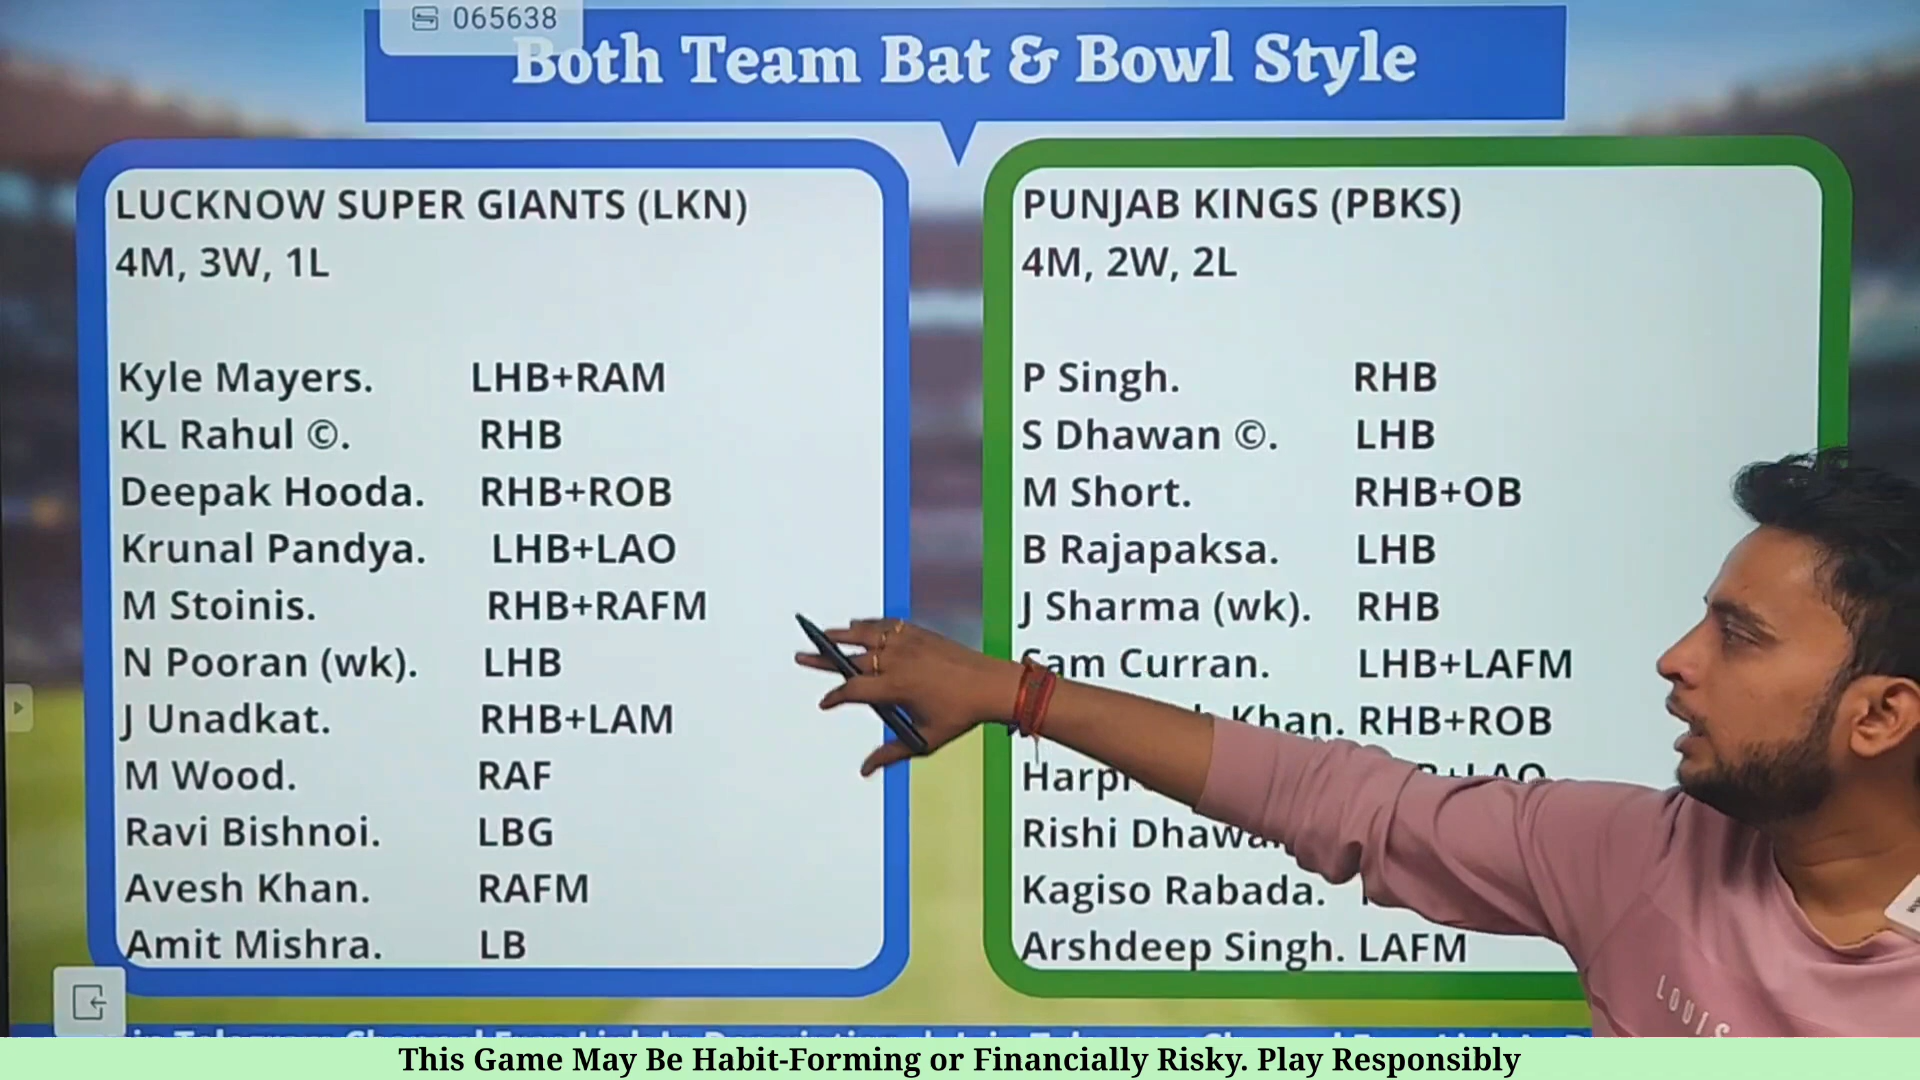 065638
Both Team Bat & Bowl Style
LUCKNOW SUPER GIANTS (LKN)
4M, 3W, 1L
Kyle Mayers. LHB+RAM
KL Rahul ©. RHB
Deepak Hooda. RHB+ROB
Krunal Pandya. LHB+LAO
M Stoinis. RHB+RAFM
N Pooran (wk). LHB
J Unadkat. RHB+LAM
M Wood. RAF
Ravi Bishnoi. LBG
Avesh Khan. RAFM
Amit Mishra. LB
PUNJAB KINGS (PBKS)
4M, 2W, 2L
P Singh. RHB
S Dhawan ©. LHB
M Short. RHB+OB
B Rajapaksa. LHB
J Sharma (wk). RHB
Sam Curran. LHB+LAFM
Khan. RHB+ROB
Rishi
Kagiso Rabada.
Arshdeep Singh. LAFM
LOUIS
This Game May Be Habit-Forming or Financially Risky. Play Responsibly